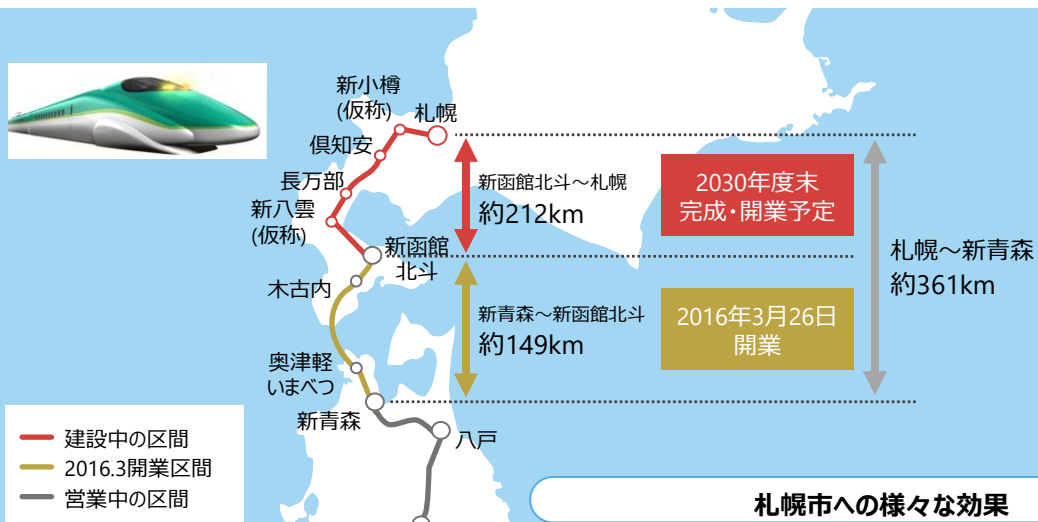 新小樽
(仮称)
札幌
倶知安
長万部
新八雲
(仮称)
新函館
北斗
木古内
奥津軽
いまべつ
新青森
八戸
新函館北斗～札幌
約212km
2030年度末
完成・開業予定
新青森～新函館北斗
約149km
2016年3月26日
開業
札幌～新青森
約361km
建設中の区間
2016.3開業区間
営業中の区間
札幌市への様々な効果